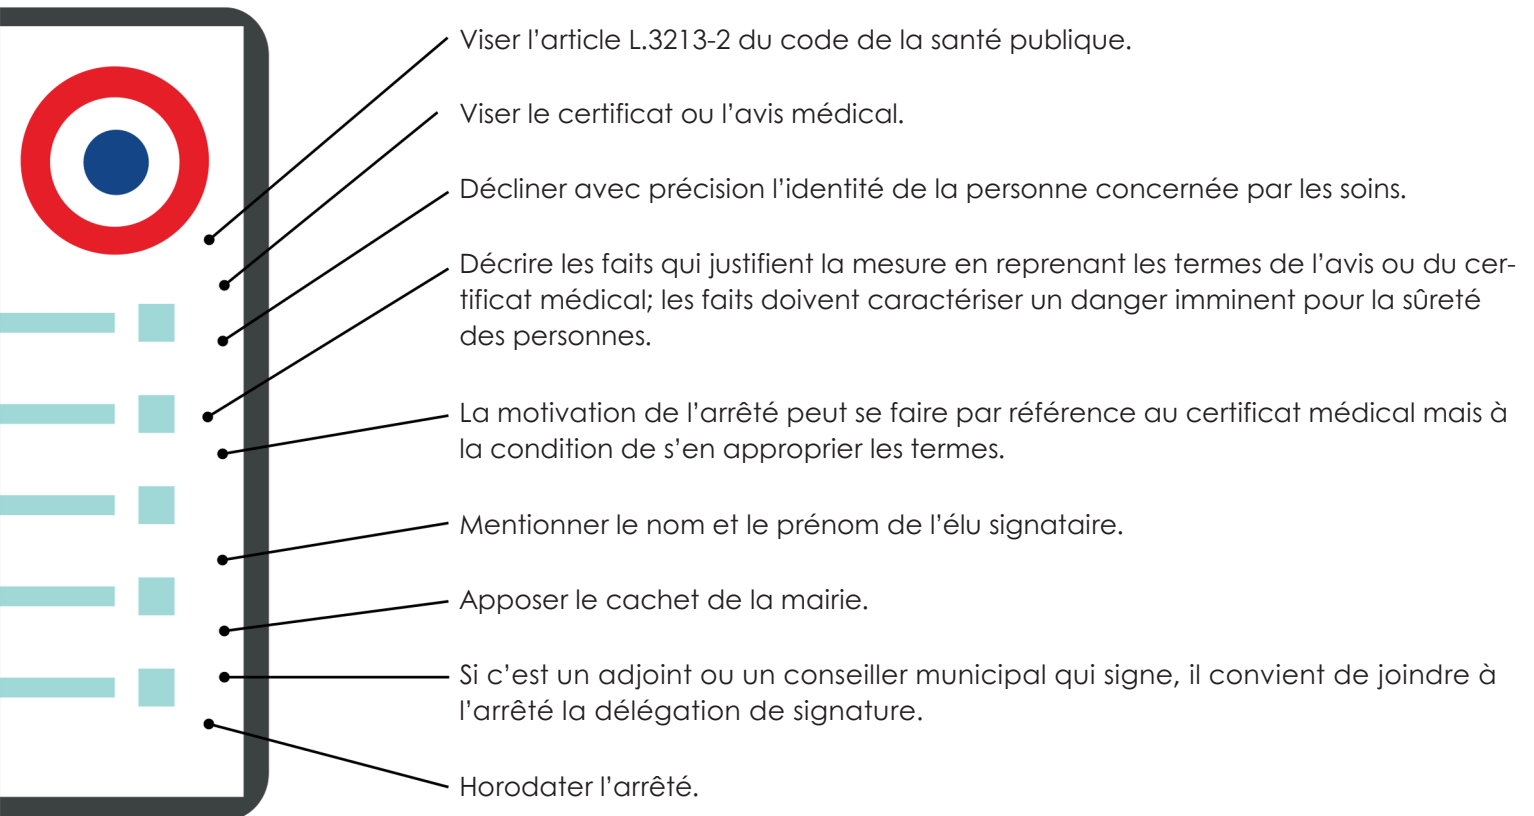 Viser l’article L.3213-2 du code de la santé publique.
Viser le certificat ou l’avis médical.
Décliner avec précision l’identité de la personne concernée par les soins.
Décrire les faits qui justifient la mesure en reprenant les termes de l’avis ou du cer-
tificat médical; les faits doivent caractériser un danger imminent pour la sûreté
des personnes.
La motivation de l’arrêté peut se faire par référence au certificat médical mais à
la condition de s’en approprier les termes.
Mentionner le nom et le prénom de l’élu signataire.
Apposer le cachet de la mairie.
Si c’est un adjoint ou un conseiller municipal qui signe, il convient de joindre à
l’arrêté la délégation de signature.
Horodater l’arrêté.